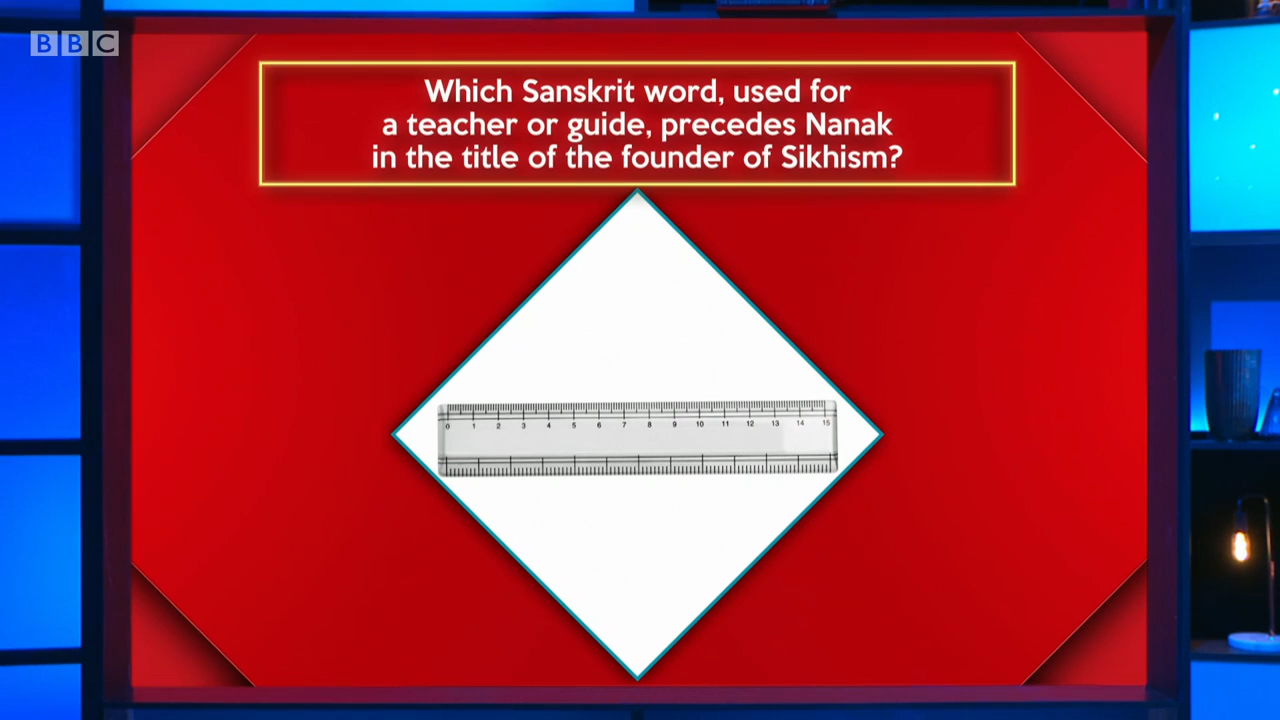 BBC
Which Sanskrit word, used for
a teacher or guide, precedes Nanak
in the title of the founder of Sikhism?
0 1 2 3 4 5 6 7 8 9 10 11 12 13 14 15